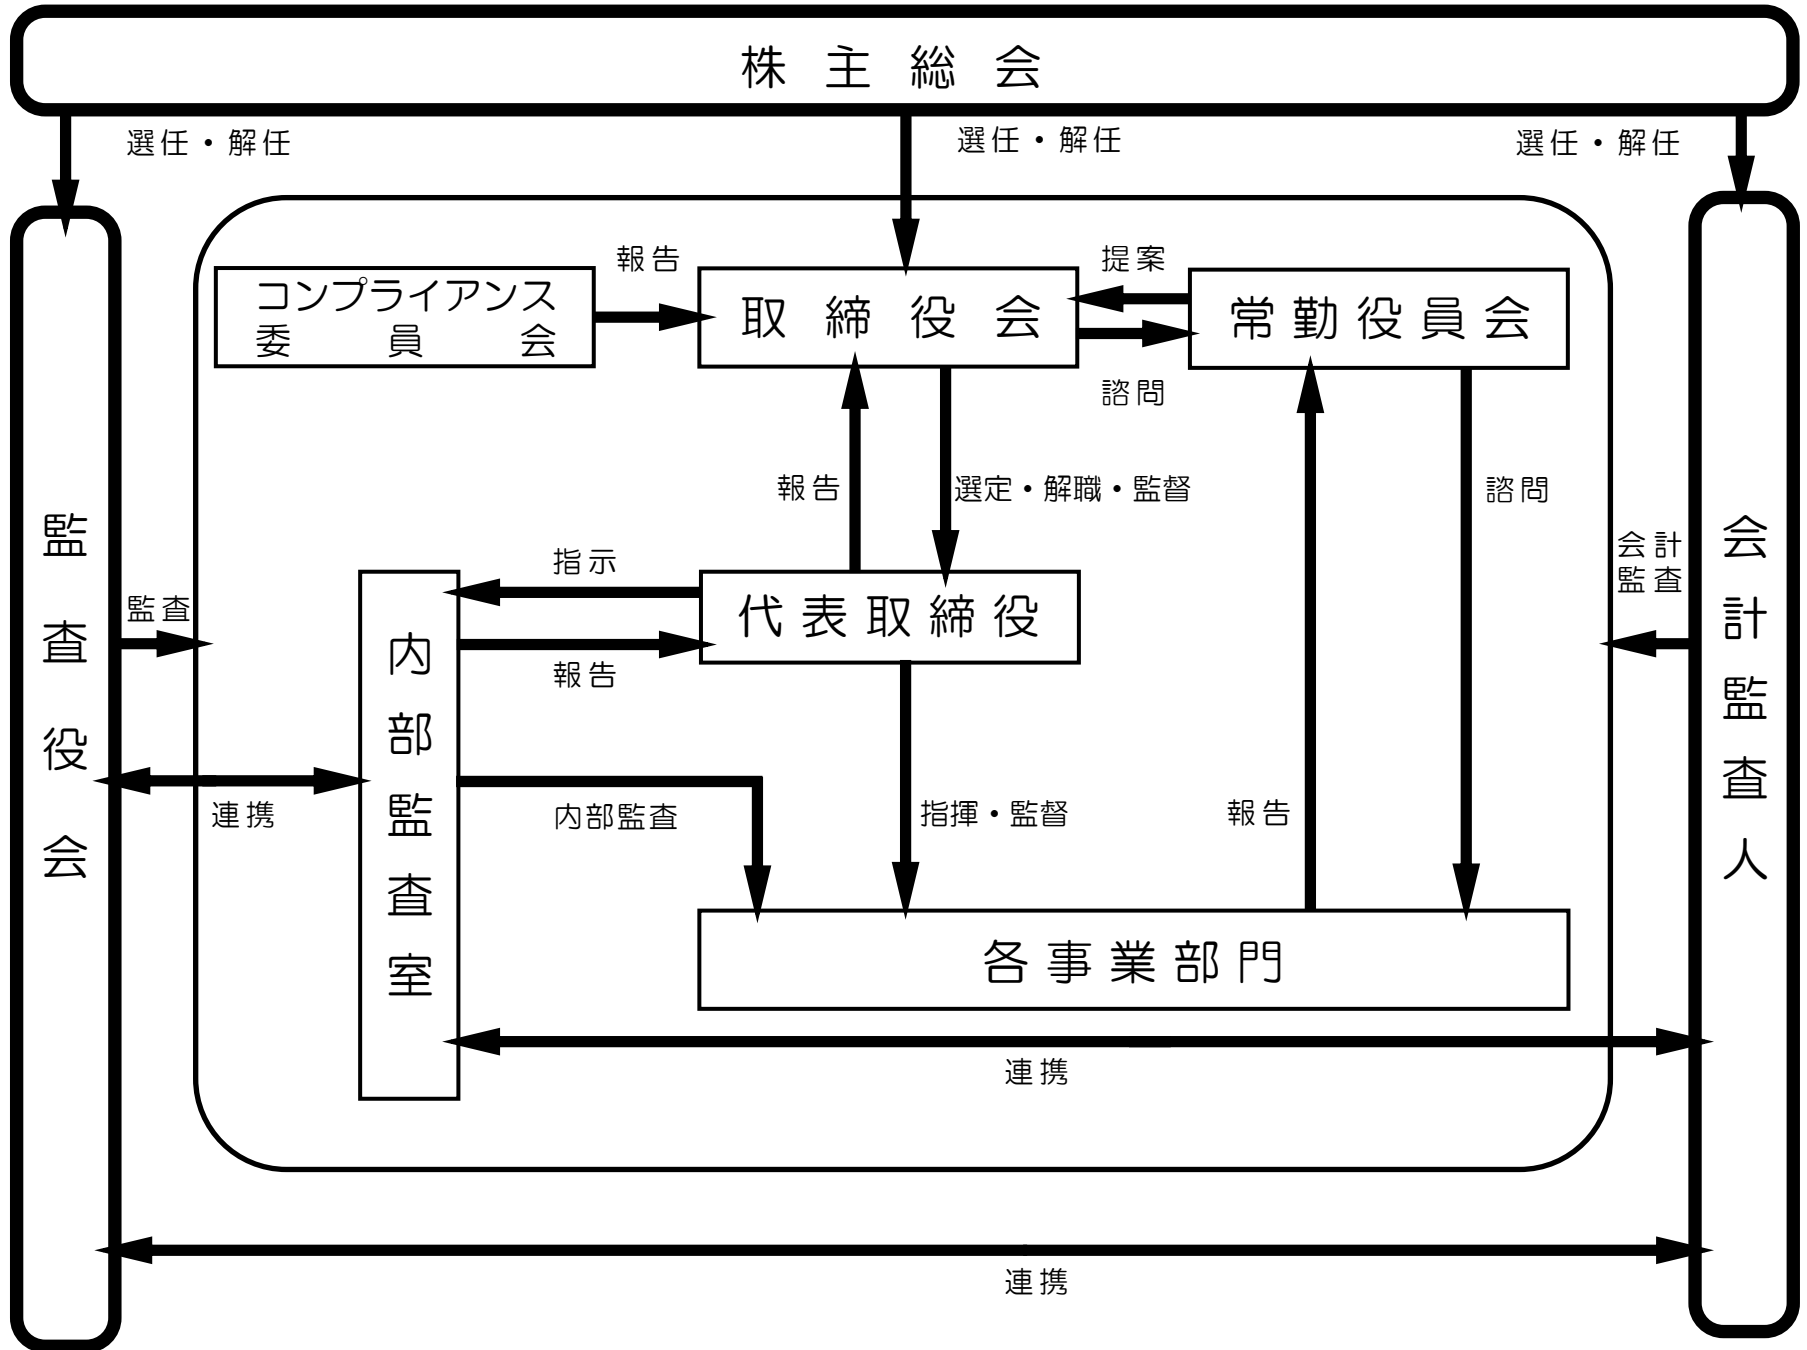 株主総会
選任・解任
選任・解任
選任・解任
コンプライアンス
委員会
報告
取締役会
提案
諮問
常勤役員会
報告
選定・解職・監督
諮問
監査役会
監査
会計
監査
会計監査人
指示
報告
代表取締役
内部監査室
連携
内部監査
指揮・監督
報告
各事業部門
連携
連携